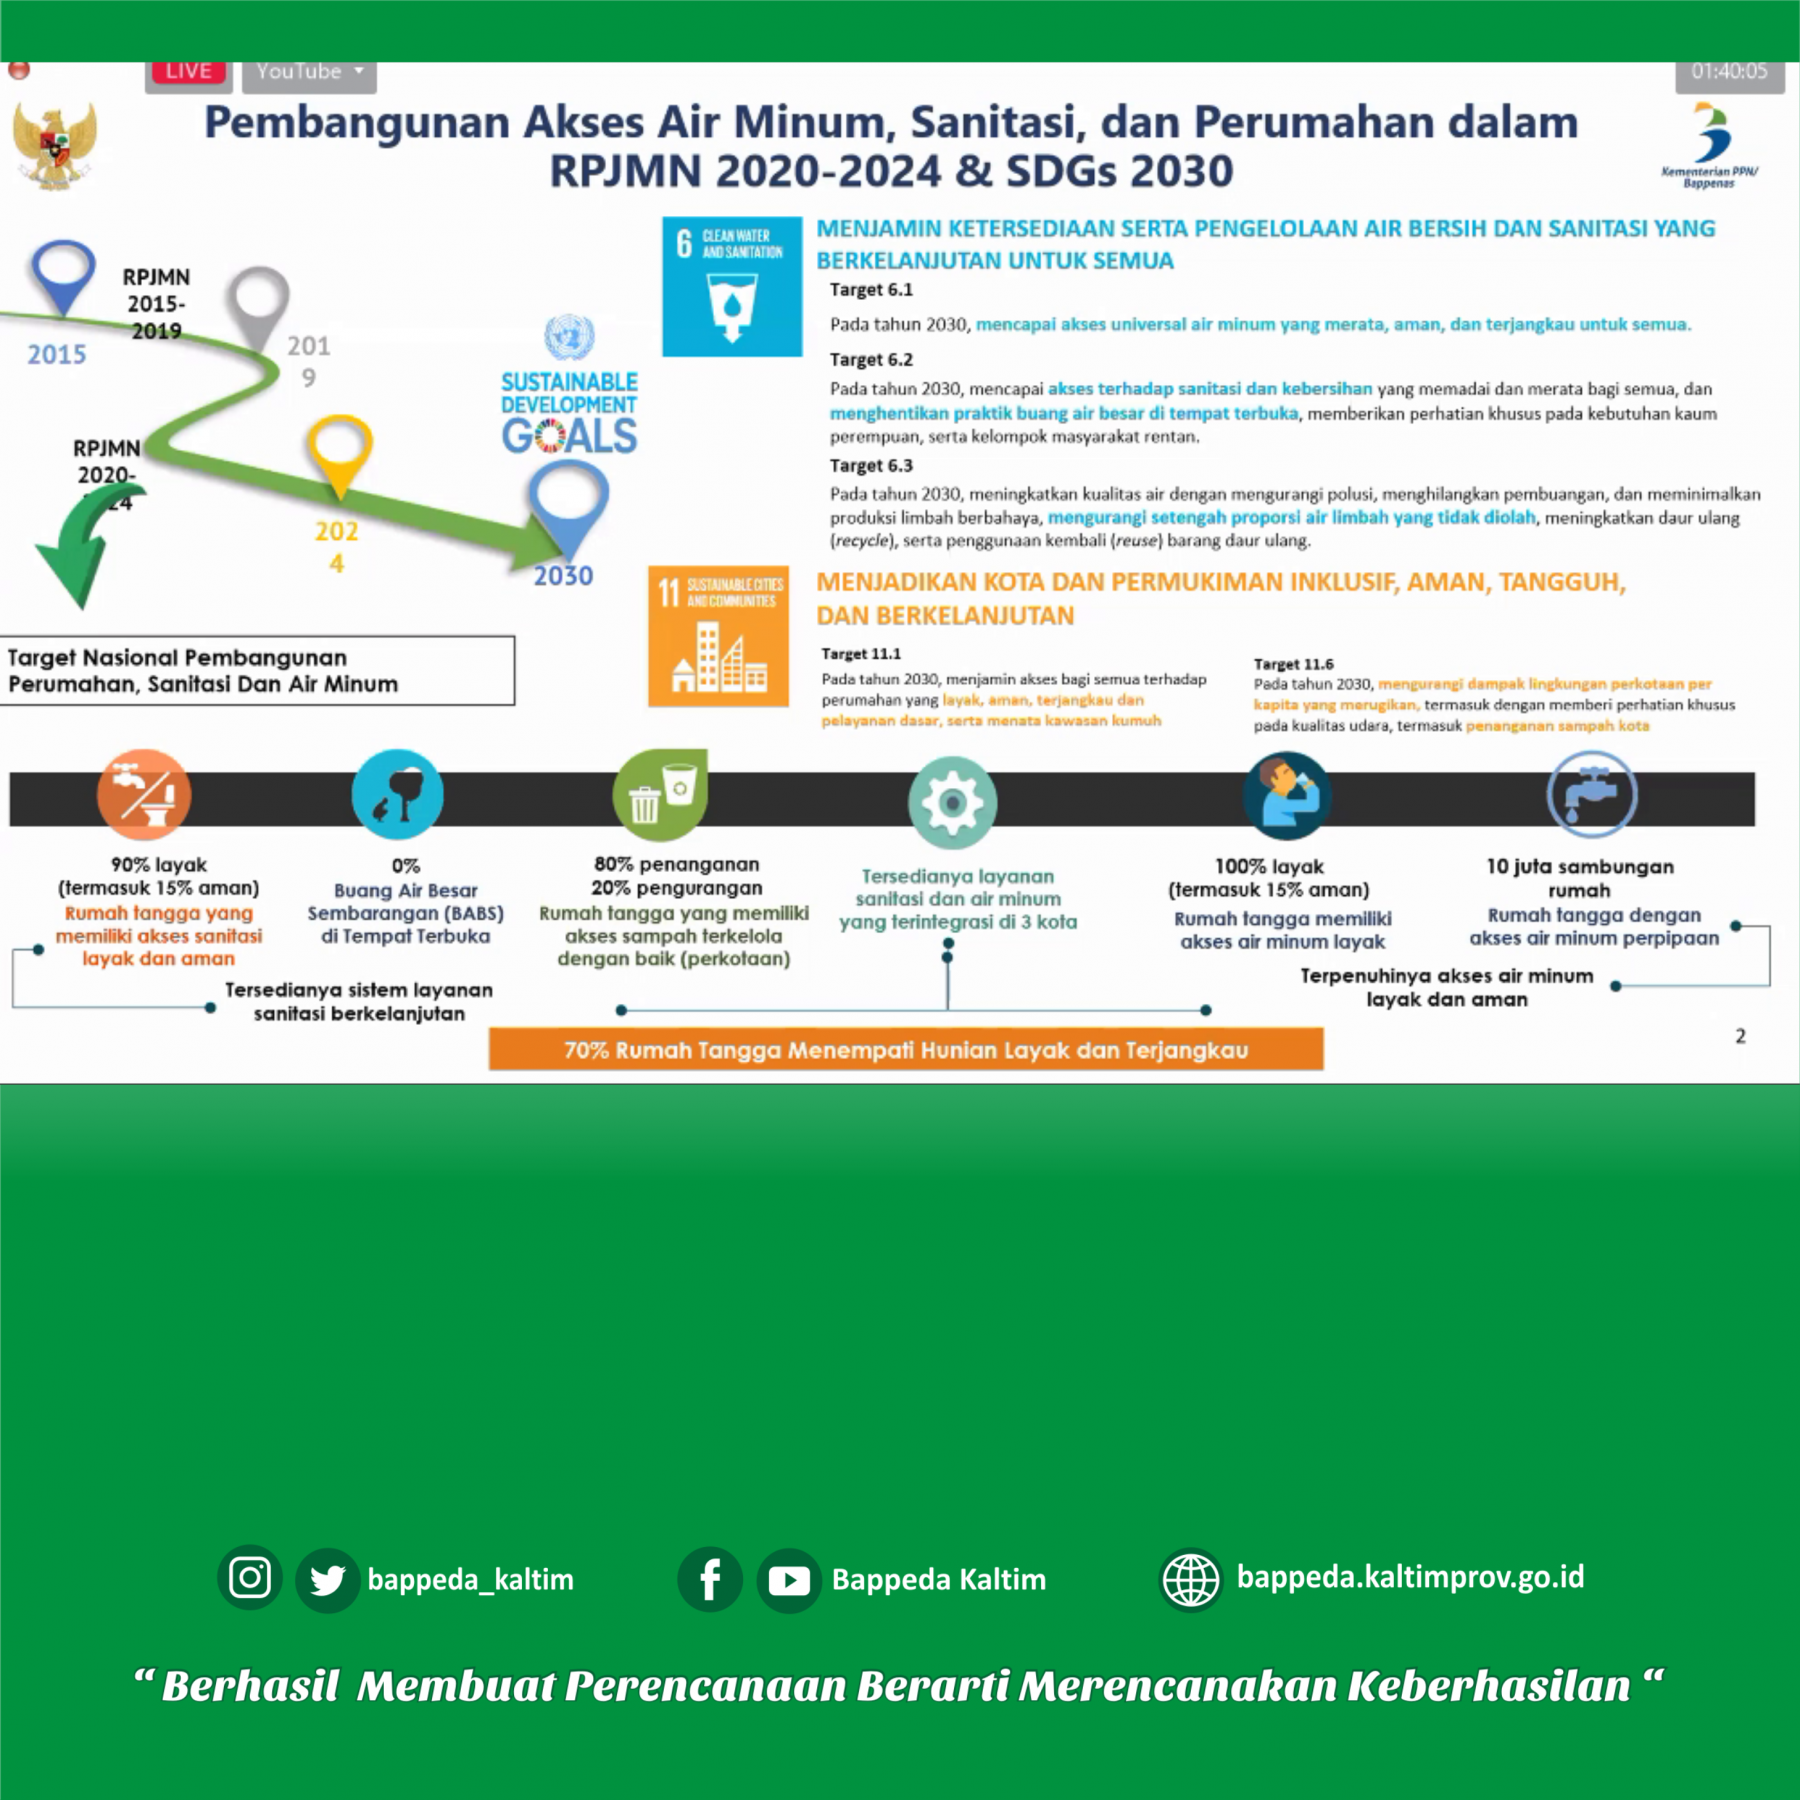 LIVE
YouTube
01:40:05
Pembangunan Akses Air Minum, Sanitasi, dan Perumahan dalam
RPJMN 2020-2024 & SDGs 2030
Kementerian PPN/
Bappenas
2015
RPJMN
2015-
2019
201
9
RPJMN
2020-
24
202
4
SUSTAINABLE
DEVELOPMENT
GOALS
2030
6 CLEAN WATER
AND SANITATION
MENJAMIN KETERSEDIAAN SERTA PENGELOLAAN AIR BERSIH DAN SANITASI YANG
BERKELANJUTAN UNTUK SEMUA
Target 6.1
Pada tahun 2030, mencapai akses universal air minum yang merata, aman, dan terjangkau untuk semua.
Target 6.2
Pada tahun 2030, mencapai akses terhadap sanitasi dan kebersihan yang memadai dan merata bagi semua, dan
menghentikan praktik buang air besar di tempat terbuka, memberikan perhatian khusus pada kebutuhan kaum
perempuan, serta kelompok masyarakat rentan.
Target 6.3
Pada tahun 2030, meningkatkan kualitas air dengan mengurangi polusi, menghilangkan pembuangan, dan meminimalkan
produksi limbah berbahaya, mengurangi setengah proporsi air limbah yang tidak diolah, meningkatkan daur ulang
(recycle), serta penggunaan kembali (reuse) barang daur ulang.
11 SUSTAINABLE CITIES
AND COMMUNITIES
MENJADIKAN KOTA DAN PERMUKIMAN INKLUSIF, AMAN, TANGGUH,
DAN BERKELANJUTAN
Target 11.1
Pada tahun 2030, menjamin akses bagi semua terhadap
perumahan yang layak, aman, terjangkau dan
pelayanan dasar, serta menata kawasan kumuh
Target 11.6
Pada tahun 2030, mengurangi dampak lingkungan perkotaan per
kapita yang merugikan, termasuk dengan memberi perhatian khusus
pada kualitas udara, termasuk penanganan sampah kota
Target Nasional Pembangunan
Perumahan, Sanitasi Dan Air Minum
90% layak
(termasuk 15% aman)
Rumah tangga yang
memiliki akses sanitasi
layak dan aman
0%
Buang Air Besar
Sembarangan (BABS)
di Tempat Terbuka
80% penanganan
20% pengurangan
Rumah tangga yang memiliki
akses sampah terkelola
dengan baik (perkotaan)
Tersedianya layanan
sanitasi dan air minum
yang terintegrasi di 3 kota
100% layak
(termasuk 15% aman)
Rumah tangga memiliki
akses air minum layak
10 juta sambungan
rumah
Rumah tangga dengan
akses air minum perpipaan
Tersedianya sistem layanan
sanitasi berkelanjutan
Terpenuhinya akses air minum
layak dan aman
70% Rumah Tangga Menempati Hunian Layak dan Terjangkau
2
bappeda_kaltim
Bappeda Kaltim
bappeda.kaltimprov.go.id
“ Berhasil Membuat Perencanaan Berarti Merencanakan Keberhasilan “